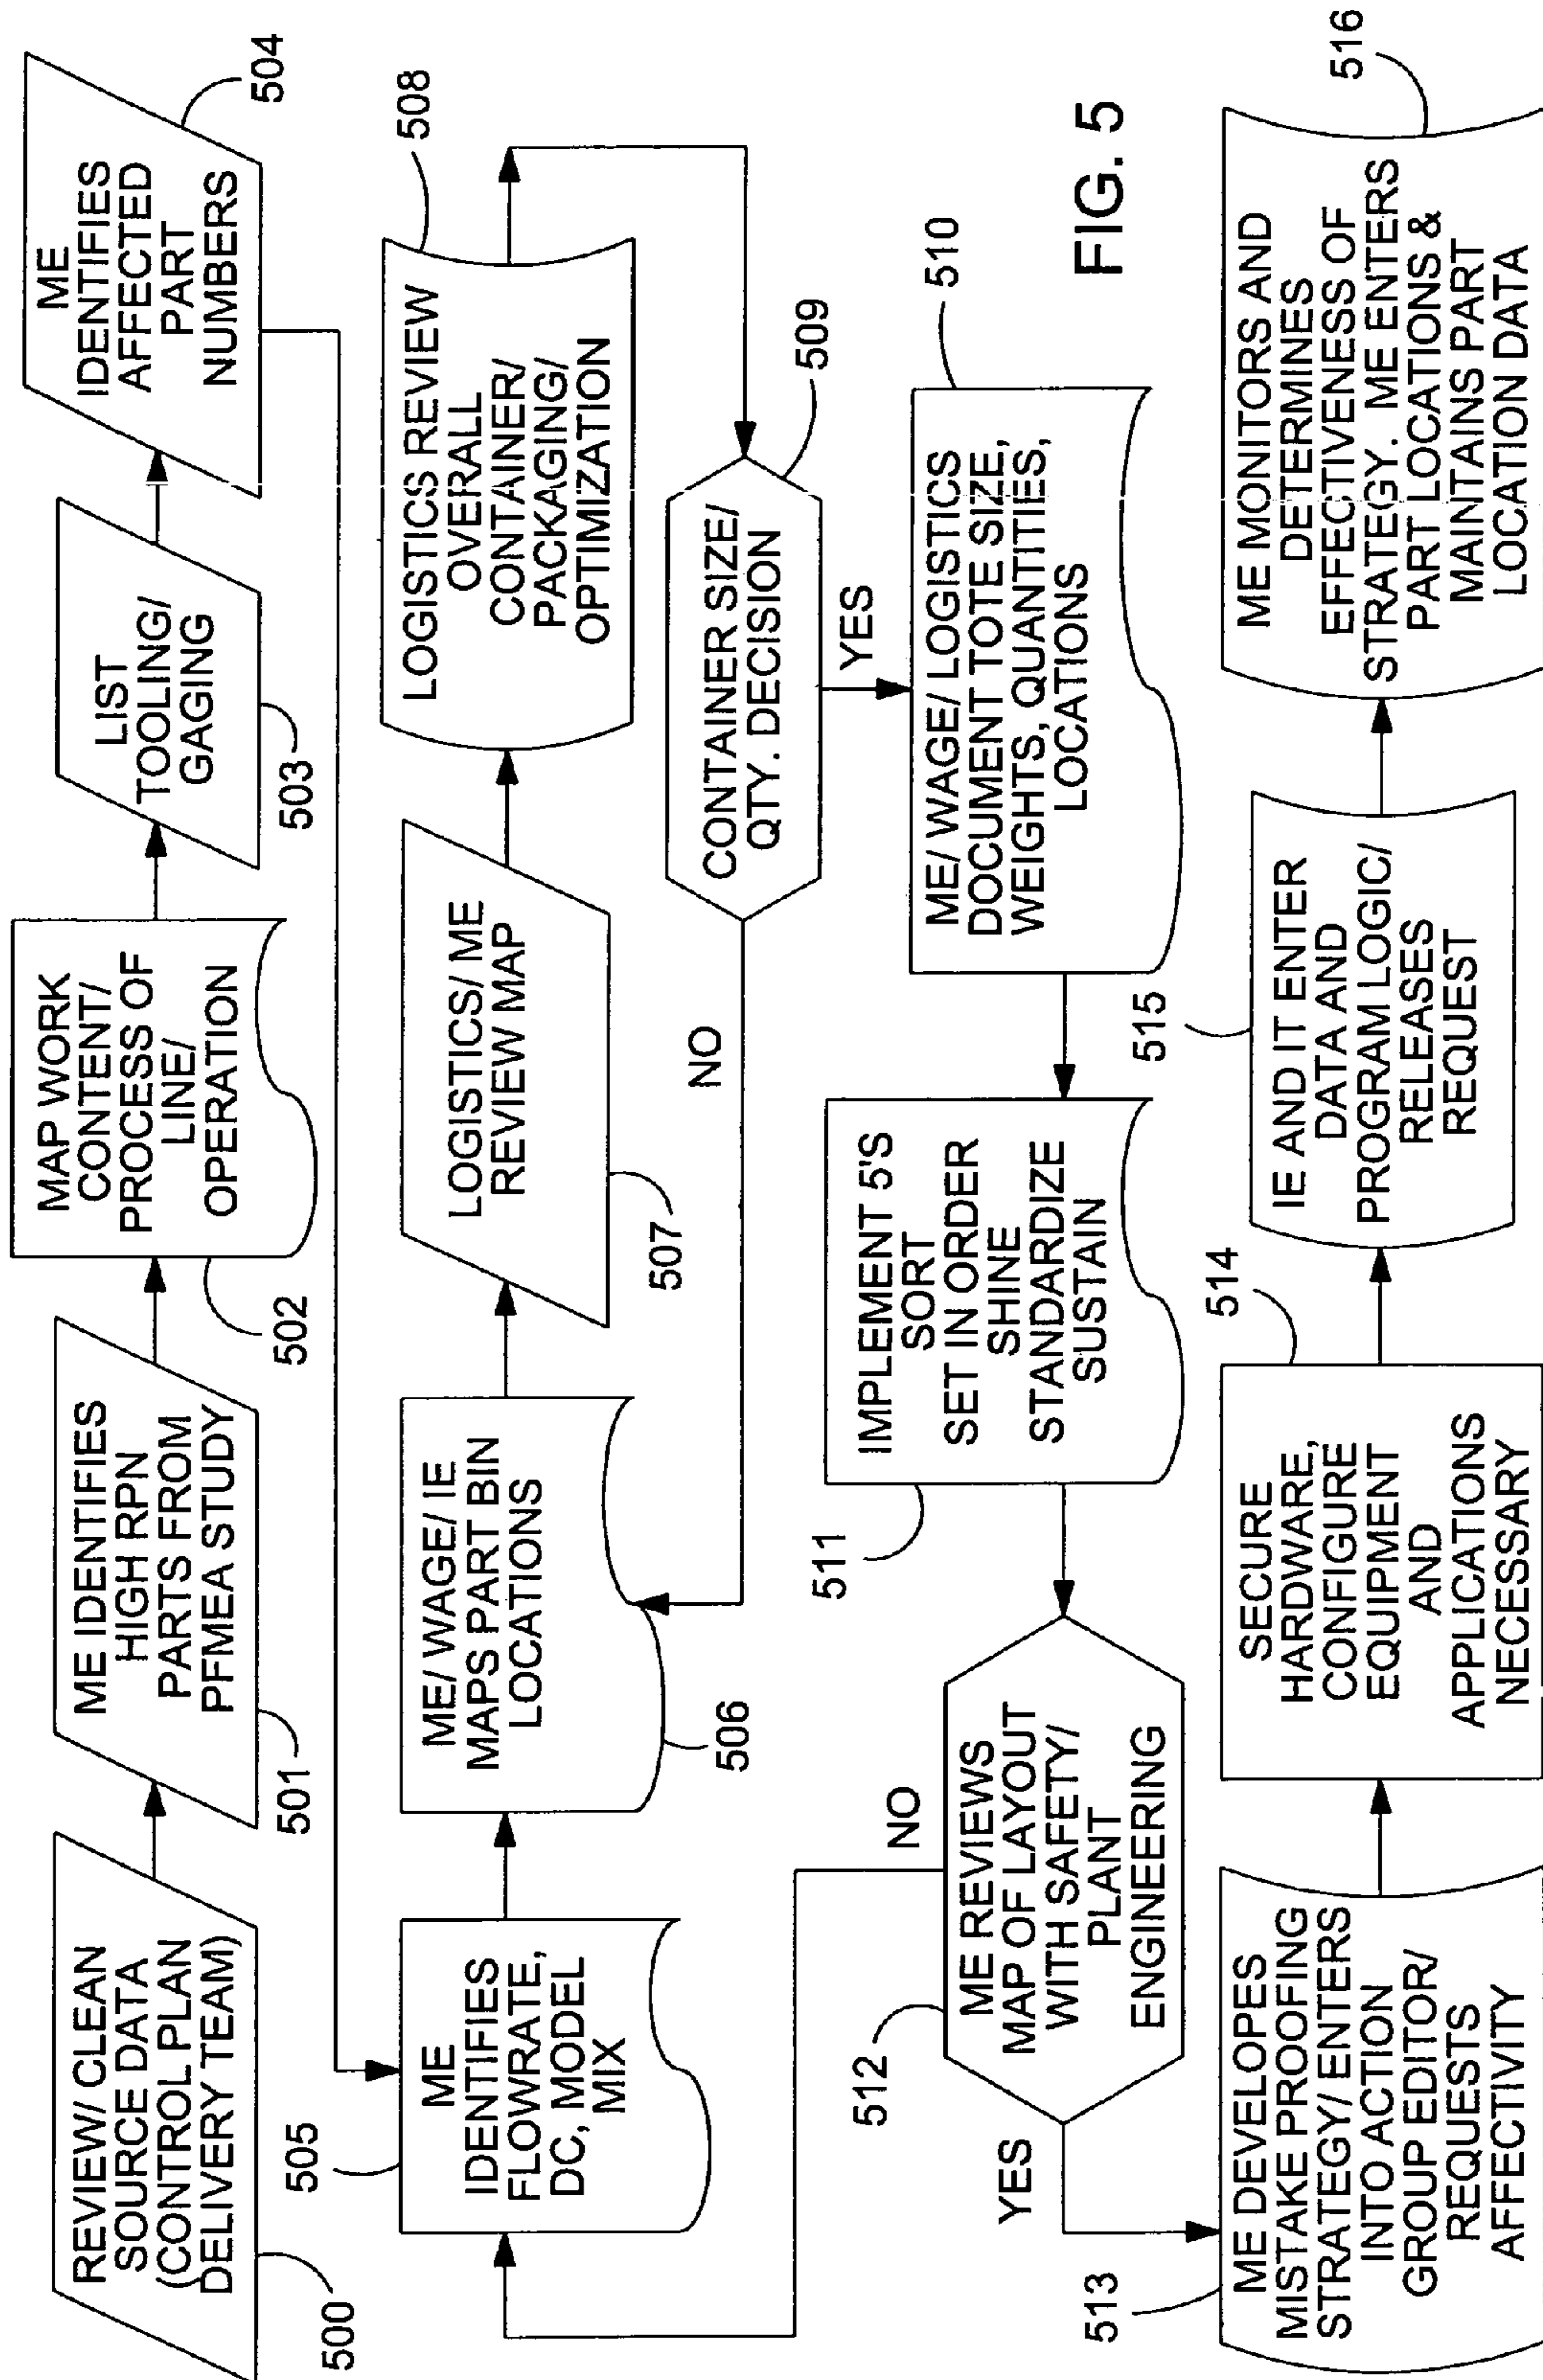 REVIEW/ CLEAN
SOURCE DATA
(CONTROL PLAN
DELIVERY TEAM)
500
ME IDENTIFIES
HIGH RPN
PARTS FROM
PFMEA STUDY
501
MAP WORK
CONTENT/
PROCESS OF
LINE/
OPERATION
502
LIST
TOOLING/
GAGING
503
ME
IDENTIFIES
AFFECTED
PART
NUMBERS
504
505
ME
IDENTIFIES
FLOWRATE,
DC, MODEL
MIX
ME/ WAGE/ IE
MAPS PART BIN
LOCATIONS
506
LOGISTICS/ ME
REVIEW MAP
507
LOGISTICS REVIEW
OVERALL
CONTAINER/
PACKAGING/
OPTIMIZATION
508
CONTAINER SIZE/
QTY. DECISION
509
NO
YES
ME/ WAGE/ LOGISTICS
DOCUMENT TOTE SIZE,
WEIGHTS, QUANTITIES,
LOCATIONS
510
IMPLEMENT 5'S
SORT
SET IN ORDER
SHINE
STANDARDIZE
SUSTAIN
511
ME REVIEWS
MAP OF LAYOUT
WITH SAFETY/
PLANT
ENGINEERING
512
NO
YES
513
ME DEVELOPES
MISTAKE PROOFING
STRATEGY/ ENTERS
INTO ACTION
GROUP EDITOR/
REQUESTS
AFFECTIVITY
514
SECURE
HARDWARE,
CONFIGURE
EQUIPMENT
AND
APPLICATIONS
NECESSARY
515
IE AND IT ENTER
DATA AND
PROGRAM LOGIC/
RELEASES
REQUEST
516
ME MONITORS AND
DETERMINES
EFFECTIVENESS OF
STRATEGY. ME ENTERS
PART LOCATIONS &
MAINTAINS PART
LOCATION DATA
FIG. 5